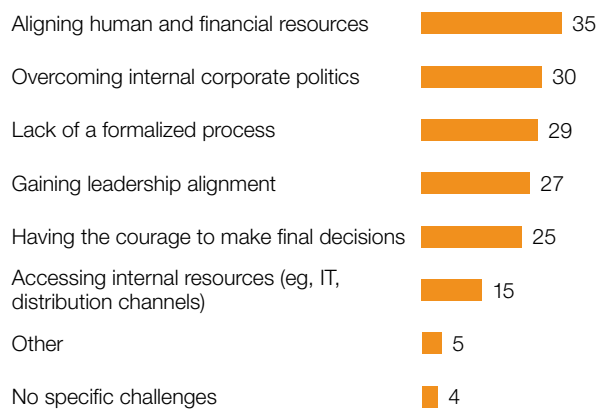 Aligning human and financial resources 35
Overcoming internal corporate politics 30
Lack of a formalized process 29
Gaining leadership alignment 27
Having the courage to make final decisions 25
Accessing internal resources (eg, IT,
distribution channels) 15
Other 5
No specific challenges 4